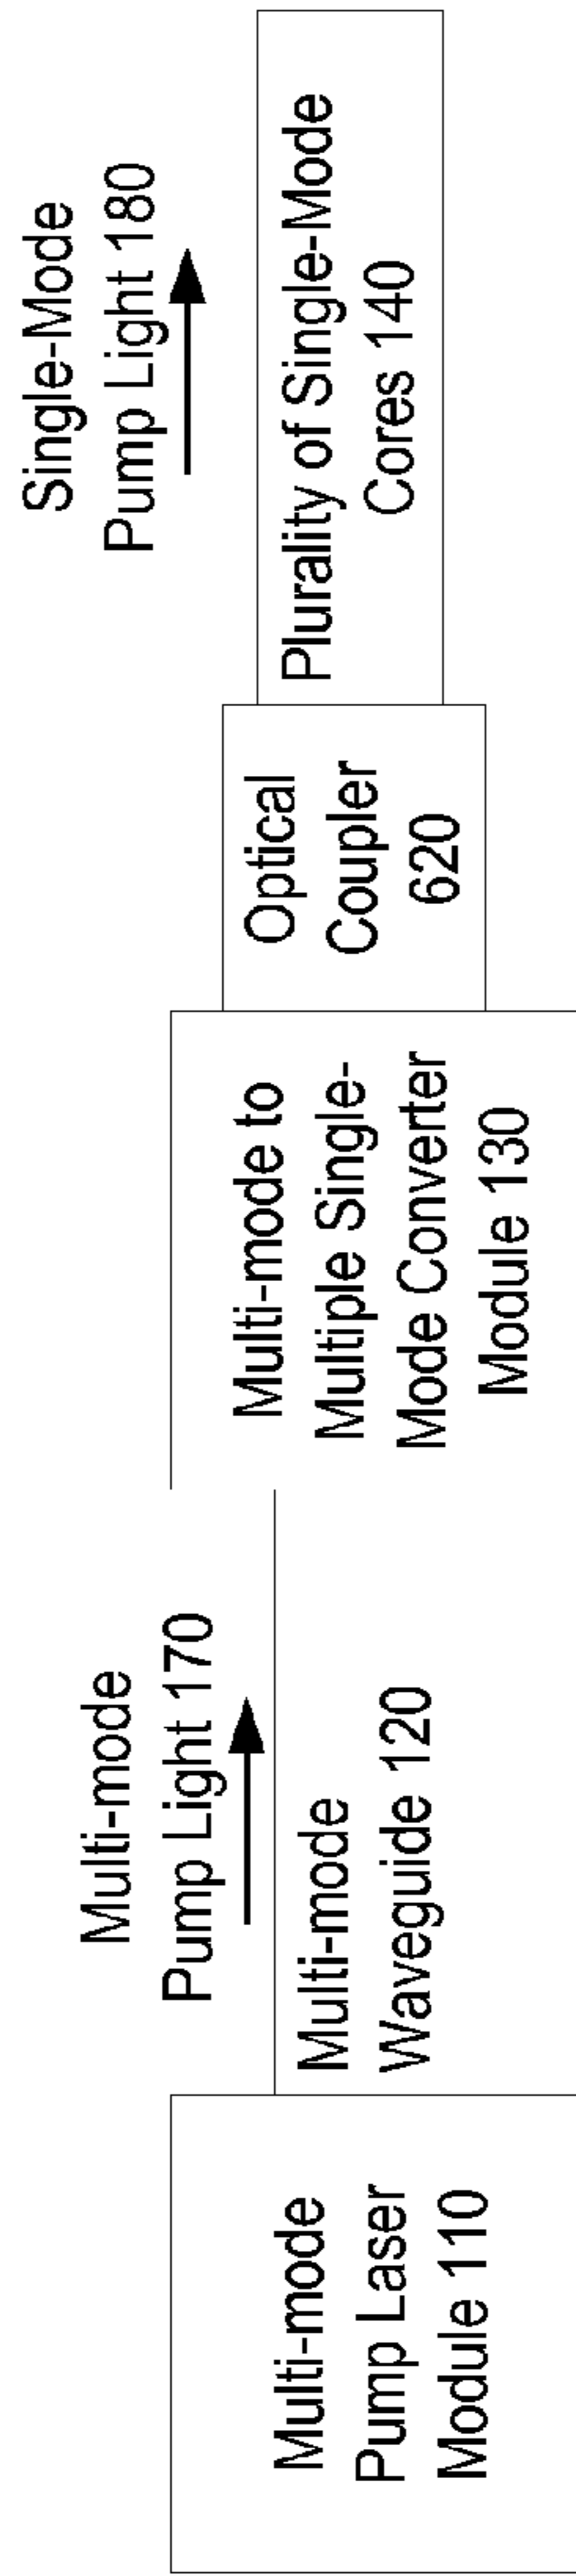 Multi-mode
Pump Laser
Module 110
Multi-mode
Pump Light 170
Multi-mode
Waveguide 120
Multi-mode to
Multiple Single-
Mode Converter
Module 130
Optical
Coupler
620
Single-Mode
Pump Light 180
Plurality of Single-Mode
Cores 140